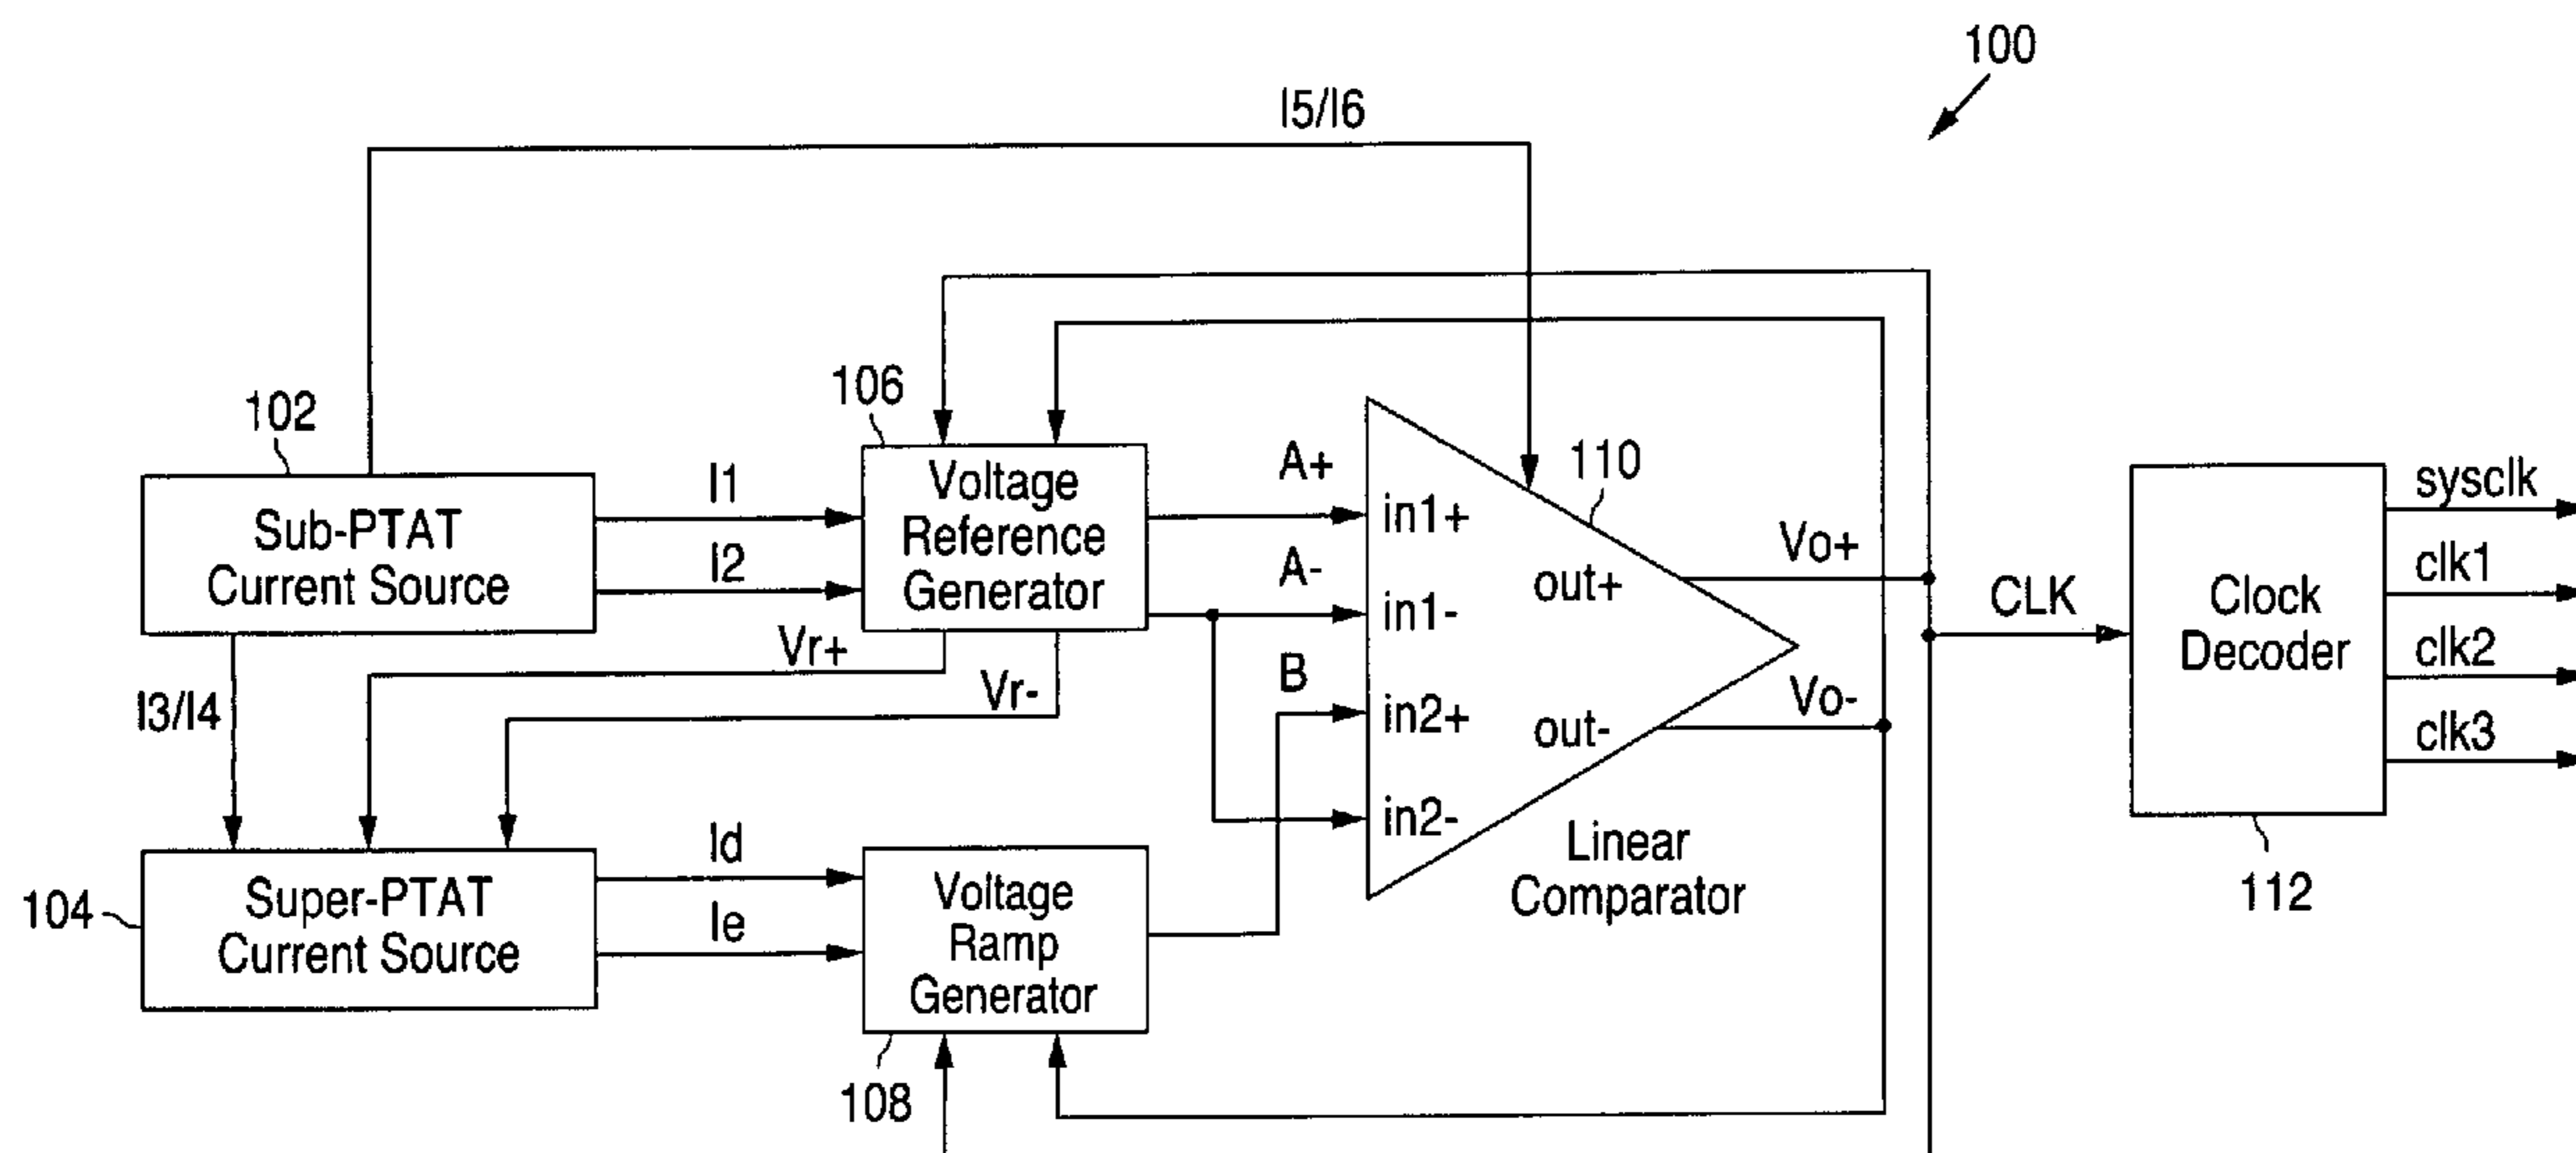 100
I5/I6
106
102
110
Sub-PTAT
Current Source
I1
I2
Voltage
Reference
Generator
A+
A-
B
in1+
in1-
in2+
in2-
out+
out-
Vo+
Vo-
CLK
Clock
Decoder
sysclk
clk1
clk2
clk3
Vr+
Vr-
I3/I4
104
Super-PTAT
Current Source
Id
Ie
Voltage
Ramp
Generator
Linear
Comparator
112
108